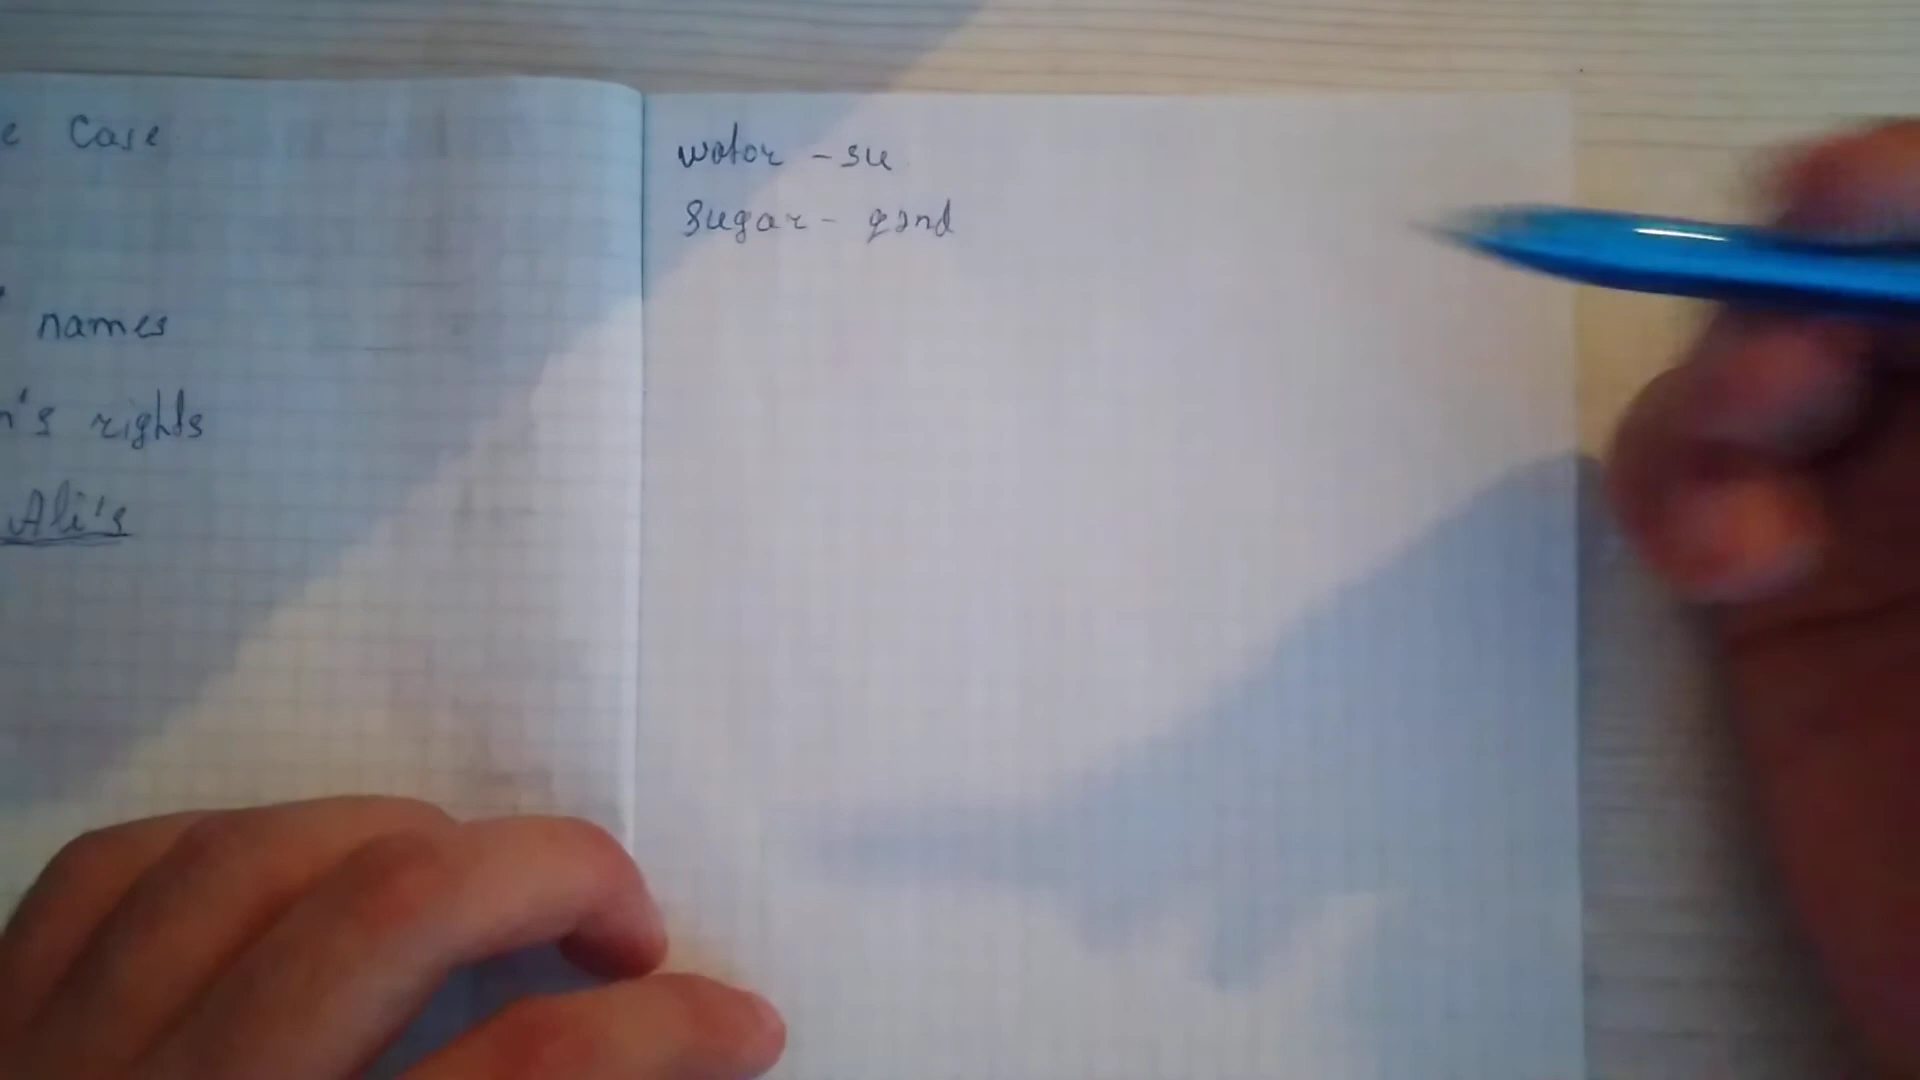 e Case
names
n's rights
Ali's
water - su
sugar - qənd